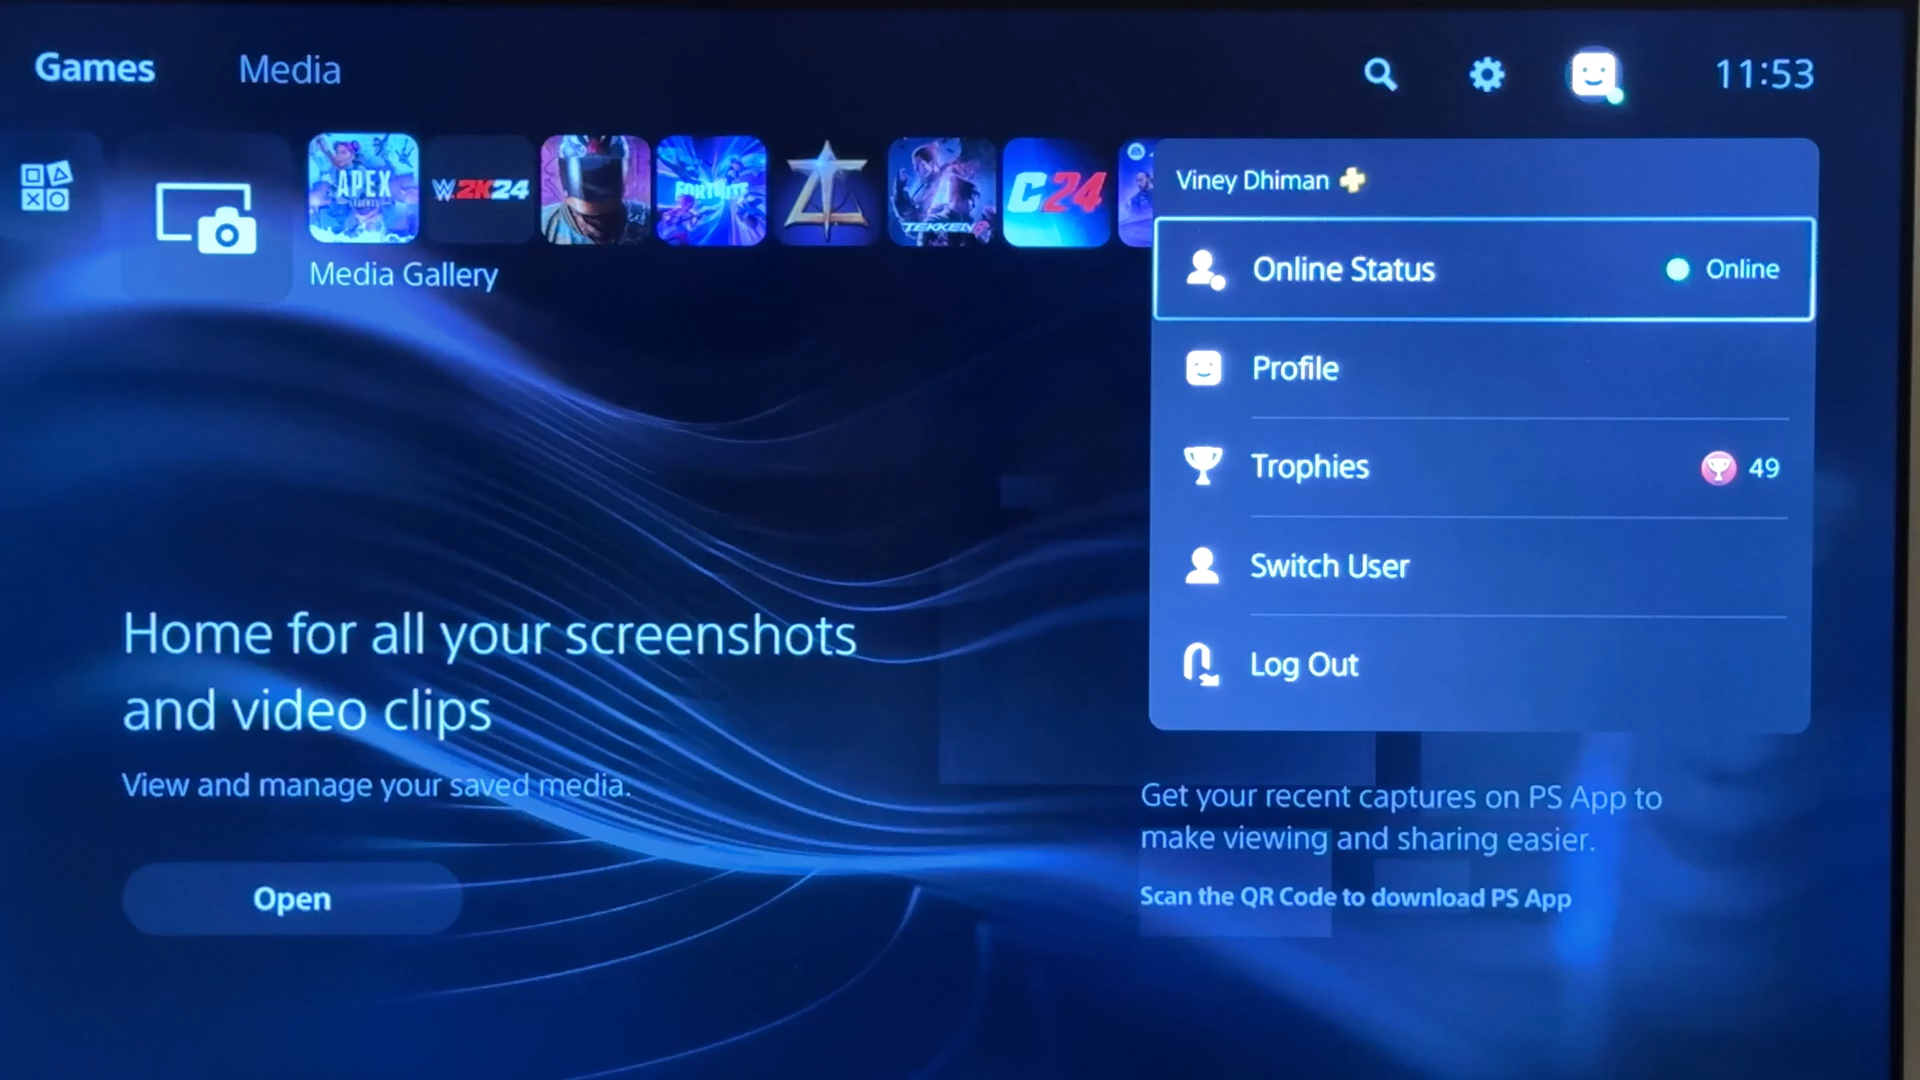 Games
Media
11:53
APEX
LEGENDS
W 2K24
FORTNITE
TEKKEN 8
C24
Media Gallery
Viney Dhiman
Online Status
Online
Profile
Trophies
49
Switch User
Log Out
Home for all your screenshots
and video clips
View and manage your saved media.
Open
Get your recent captures on PS App to
make viewing and sharing easier.
Scan the QR Code to download PS App